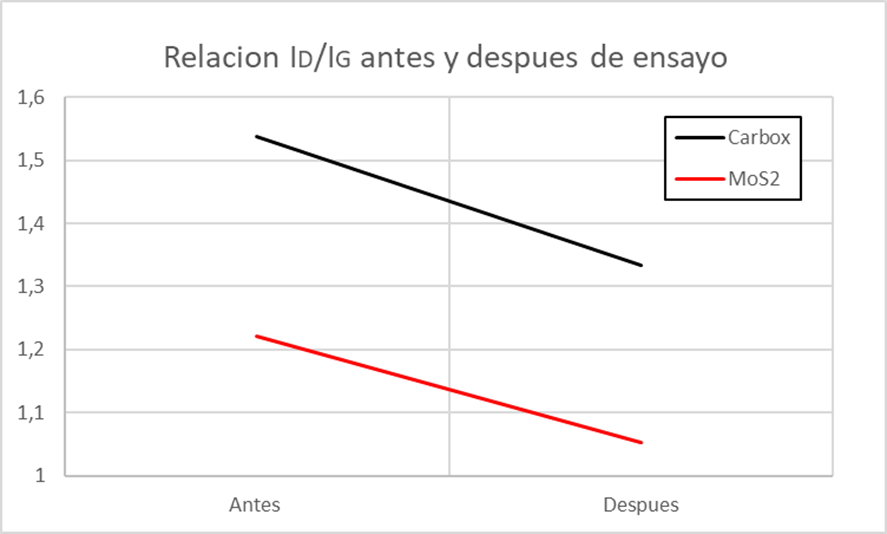 Relacion ID/IG antes y despues de ensayo
1,6
1,5
1,4
1,3
1,2
1,1
1
Carbox
MoS2
Antes
Despues